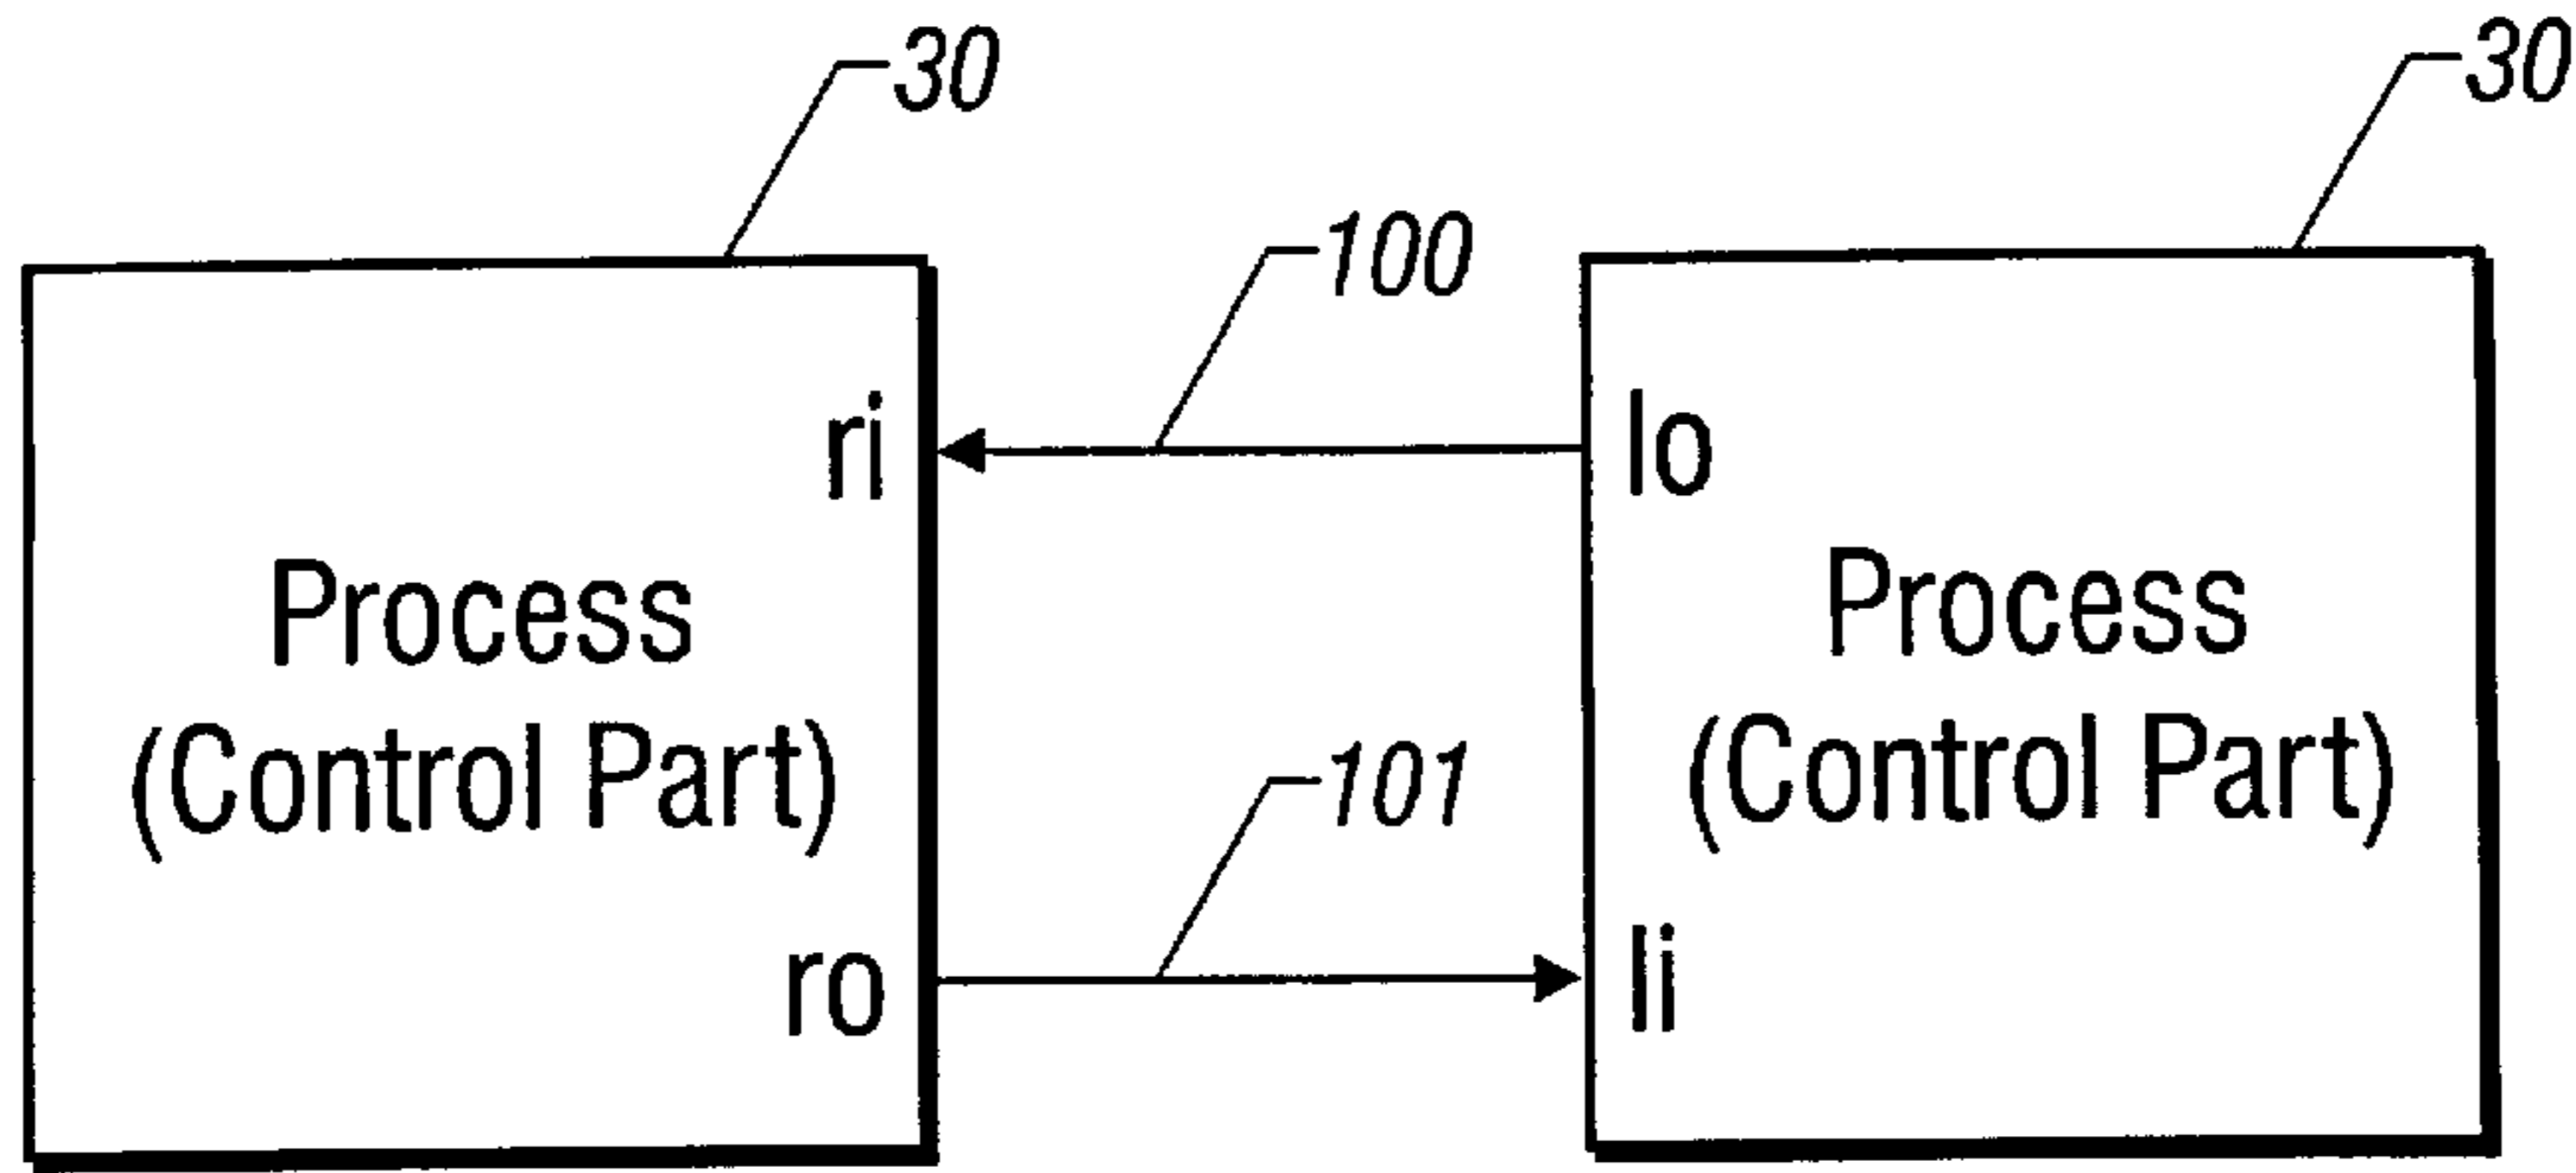 30
30
100
ri
lo
Process
(Control Part)
Process
(Control Part)
101
ro
li